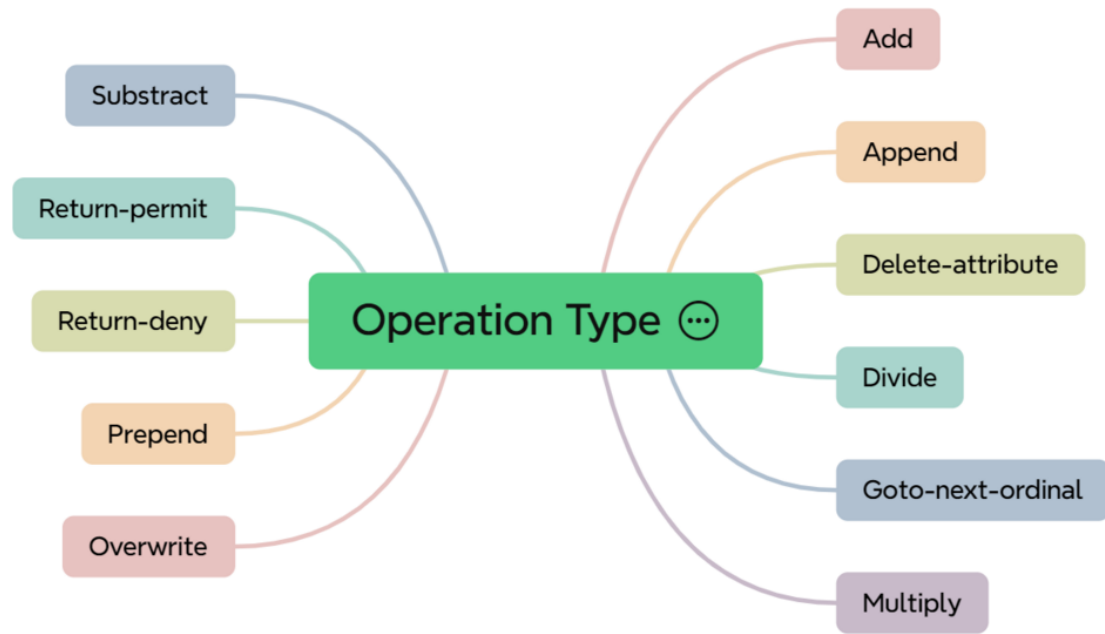 Add
Substract
Append
Return-permit
Delete-attribute
Operation Type
Return-deny
Divide
Prepend
Goto-next-ordinal
Overwrite
Multiply